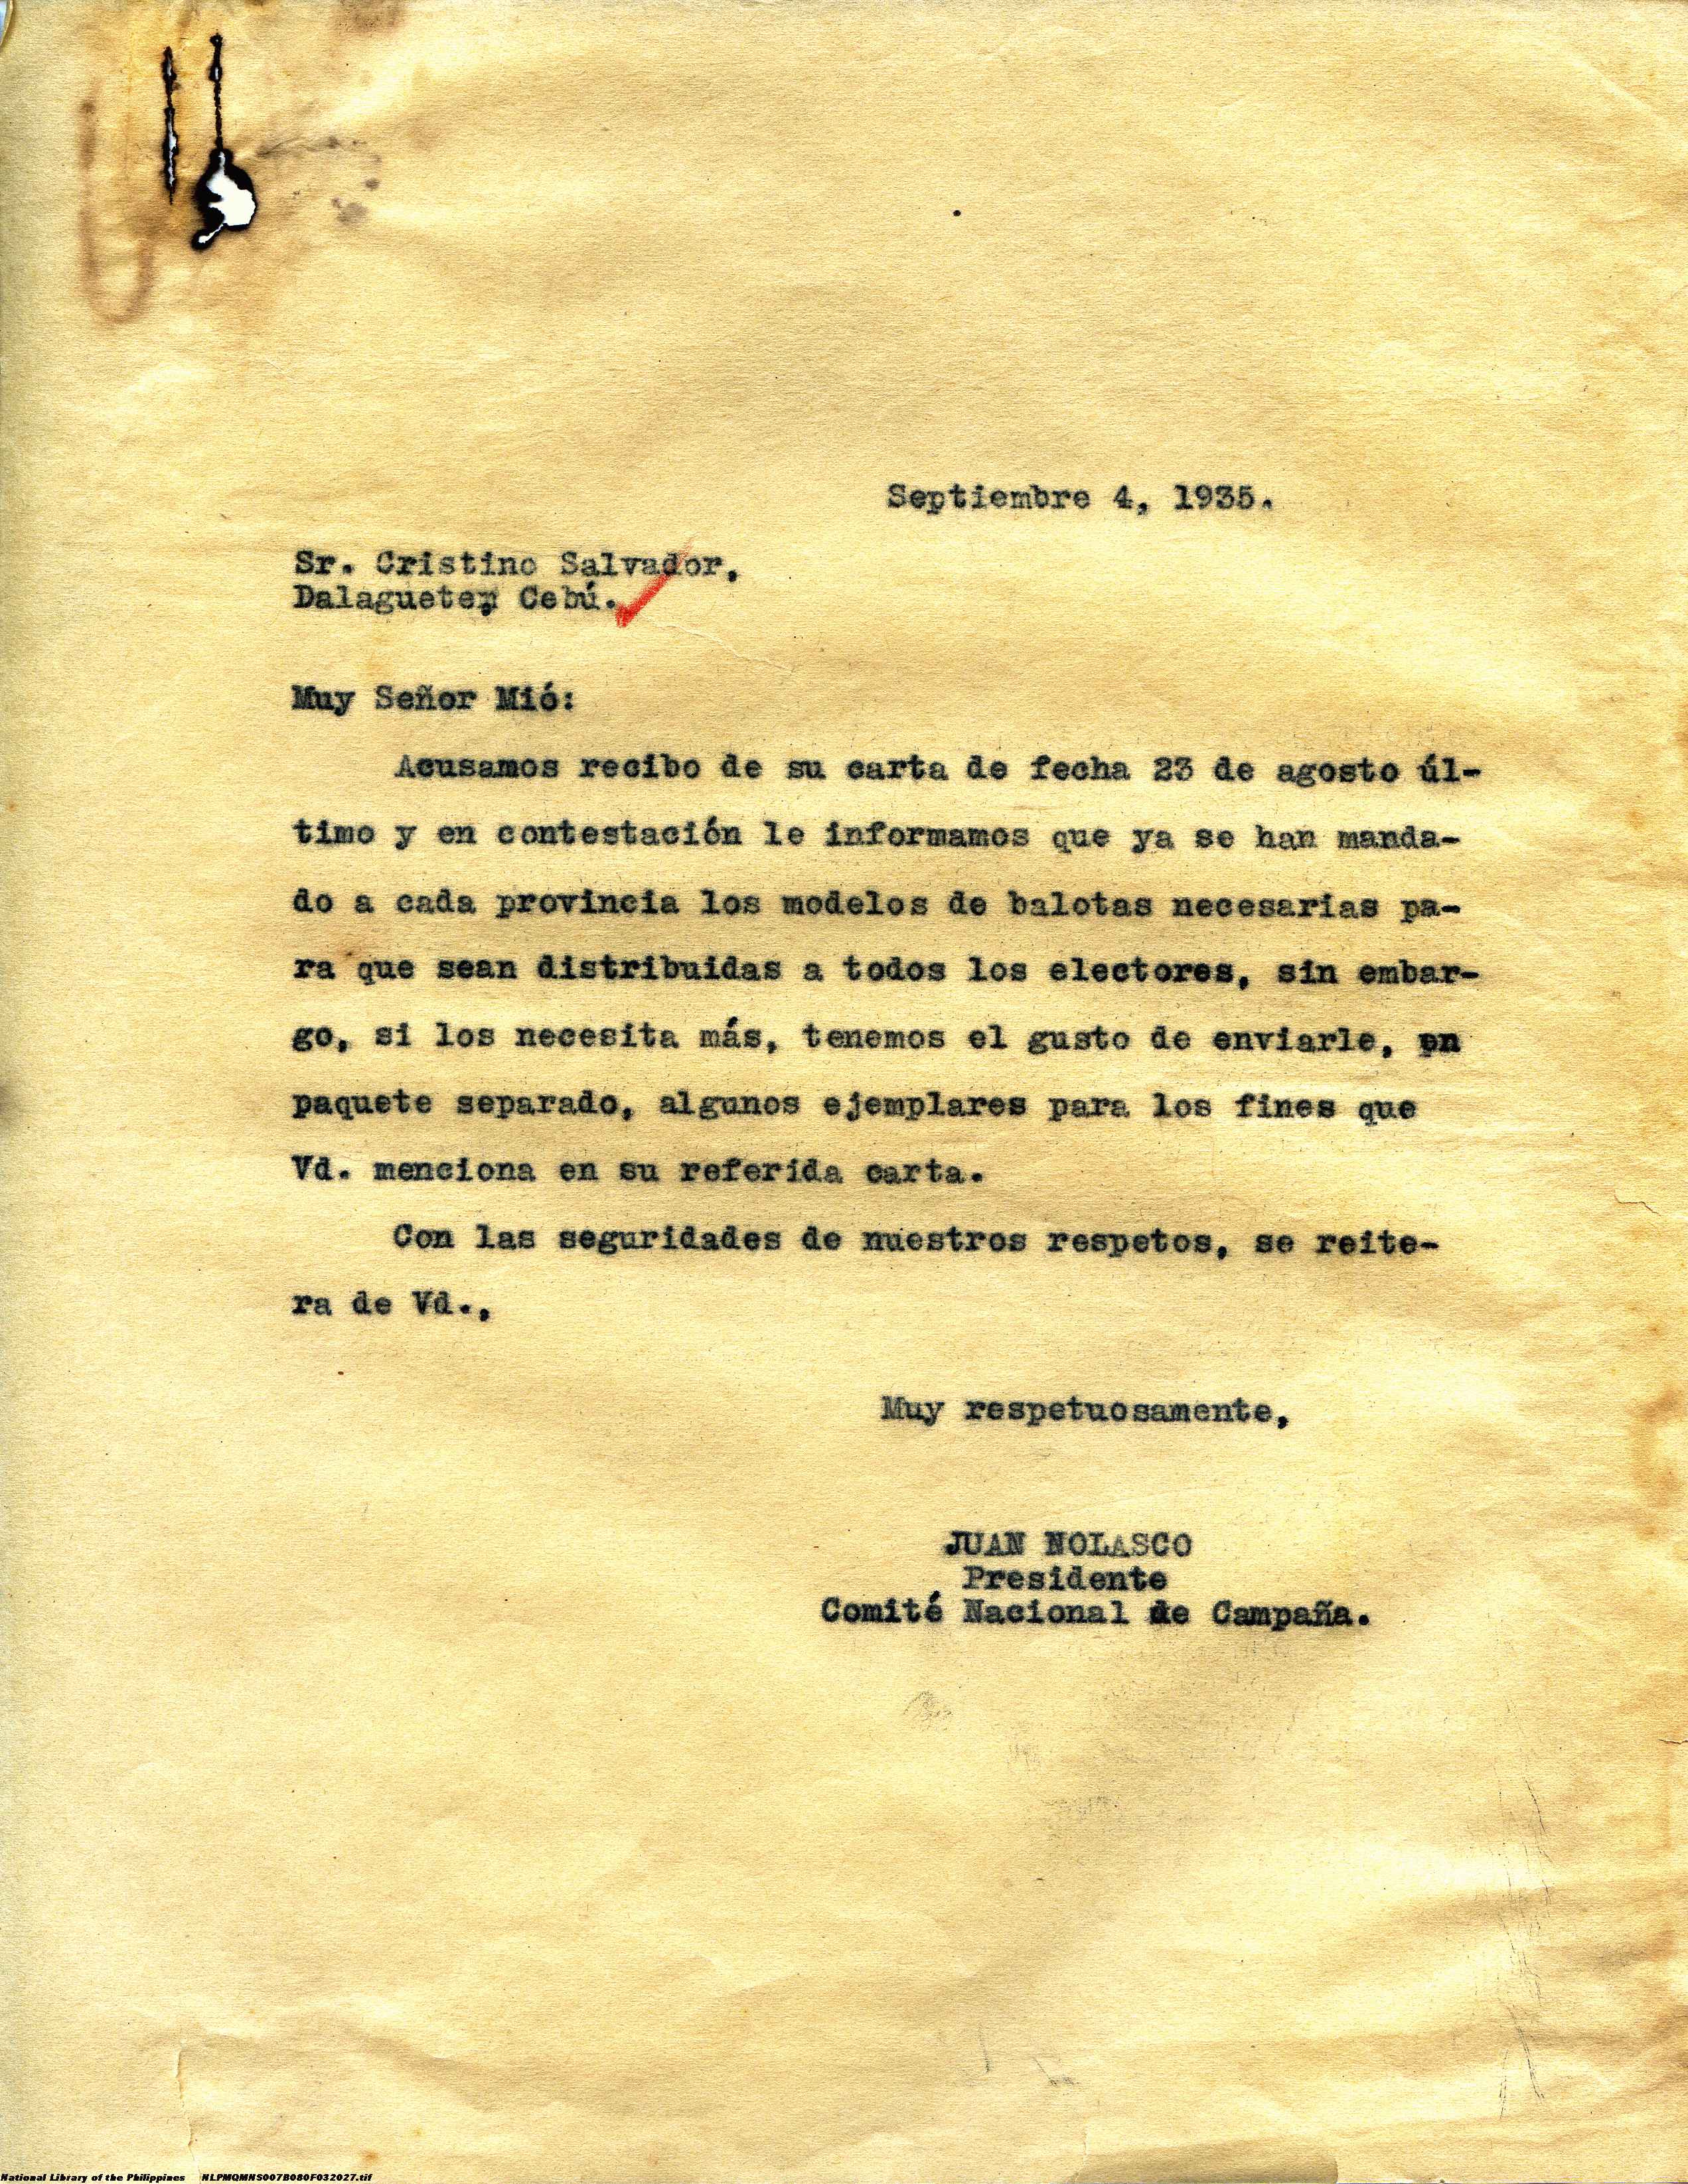 Septiembre 4, 1935.
Sr. Cristino Salvador,
Dalaguete, Cebú.
Muy Señor Mió:
Acusamos recibo de su carta de fecha 23 de agosto úl-
timo y en contestación le informamos que ya se han manda-
do a cada provincia los modelos de balotas necesarias pa-
ra que sean distribuidas a todos los electores, sin embar-
go, si los necesita más, tenemos el gusto de enviarle, en
paquete separado, algunos ejemplares para los fines que
Vd. menciona en su referida carta.
Con las seguridades de nuestros respetos, se reite-
ra de Vd.,
Muy respetuosamente,
JUAN NOLASCO
Presidente
Comité Nacional de Campaña.
National Library of the Philippines NLPMQMNS007B080F032027.tif